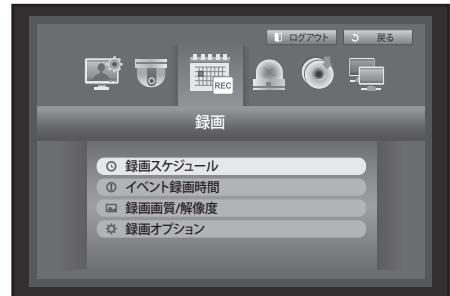 ログアウト 戻る
REC
録画
録画スケジュール
イベント録画時間
録画画質/解像度
録画オプション